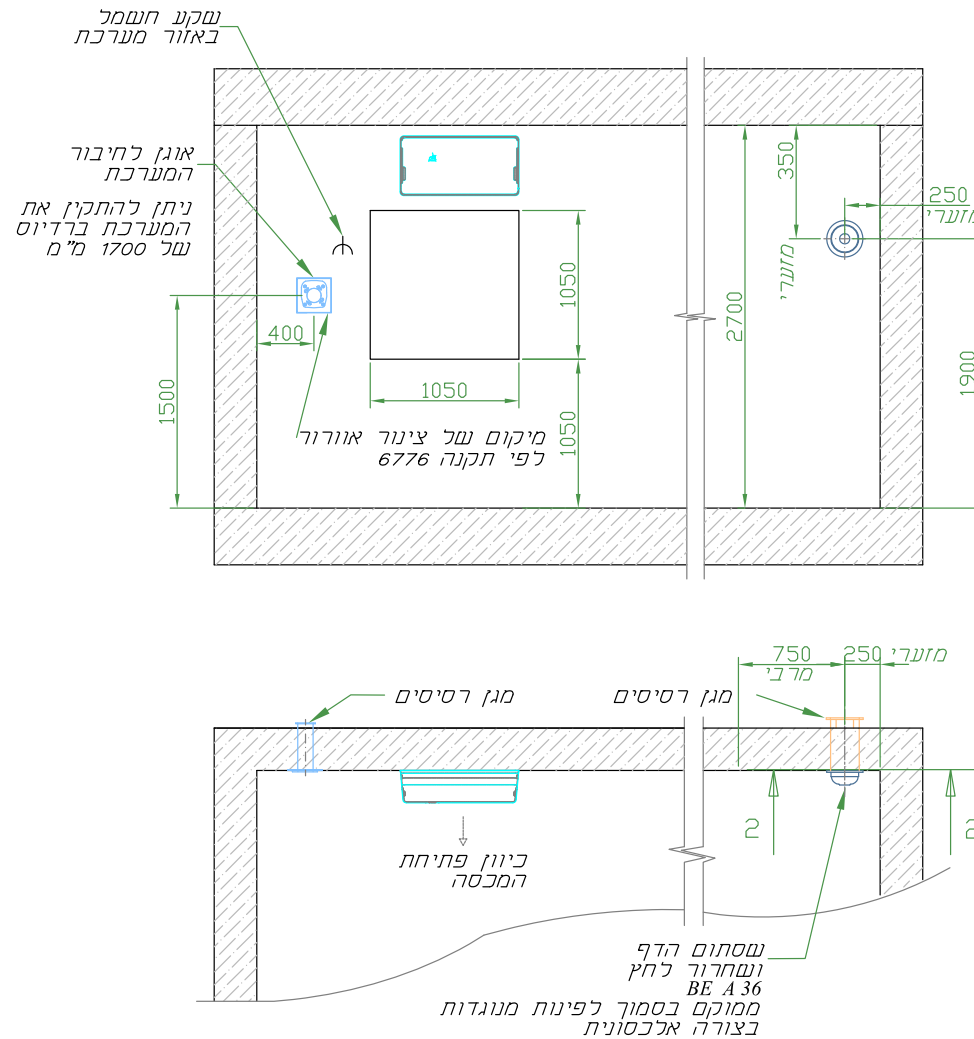 שקע חשמל
באזור מערכת
אוגן לחיבור
המערכת
ניתן להתקין את
המערכת ברדיוס
של 1700 מ"מ
350
250
מזערי
מזערי
1050
2700
400
1500
1050
1900
1050
מיקום של צינור אוורור
לפי תקנה 6776
750
מרבי
250 מזערי
מגן רסיסים
מגן רסיסים
2
2
כיוון פתיחת
המכסה
שסתום הדף
ושחרור לחץ
BE A 36
ממוקם בסמוך לפינות מנוגדות
בצורה אלכסונית